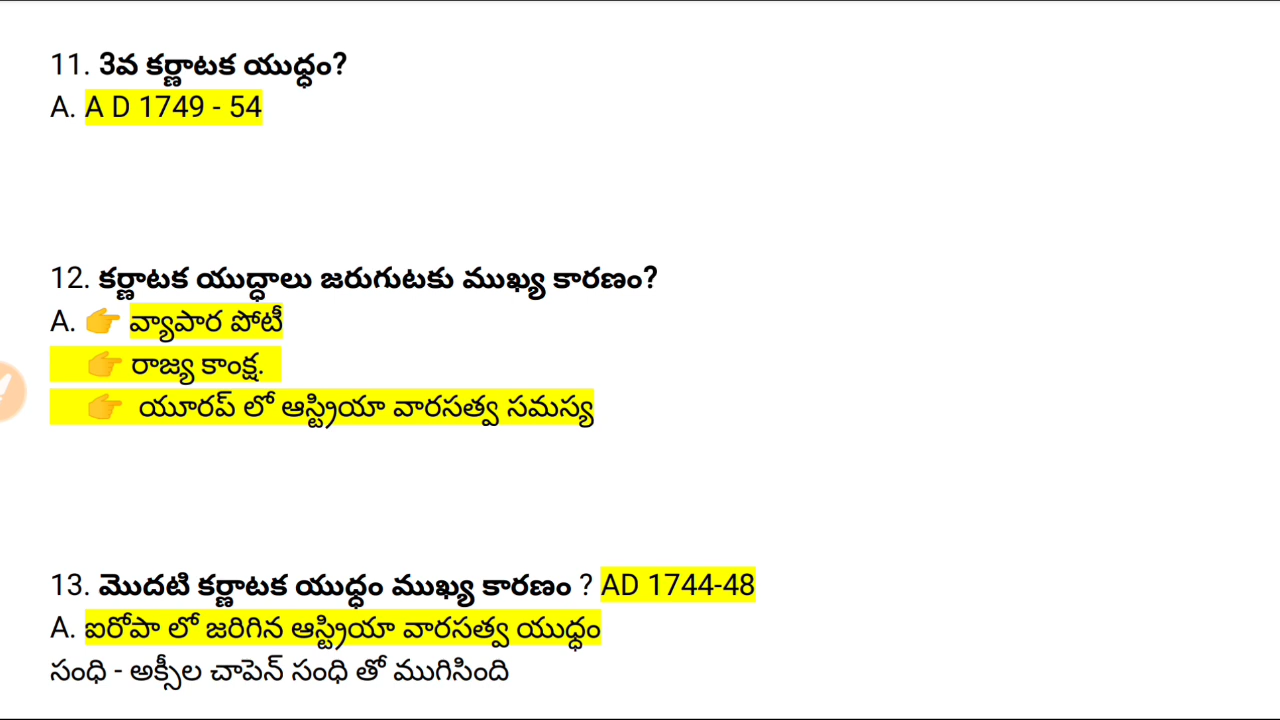 11. 3వ కర్ణాటక యుద్ధం?
A. A D 1749 - 54
12. కర్ణాటక యుద్ధాలు జరుగుటకు ముఖ్య కారణం?
A. 👉 వ్యాపార పోటీ
👉 రాజ్య కాంక్ష.
👉 యూరప్ లో ఆస్ట్రియా వారసత్వ సమస్య
13. మొదటి కర్ణాటక యుద్ధం ముఖ్య కారణం ? AD 1744-48
A. ఐరోపా లో జరిగిన ఆస్ట్రియా వారసత్వ యుద్ధం
సంధి - అక్సీల చాపెన్ సంధి తో ముగిసింది